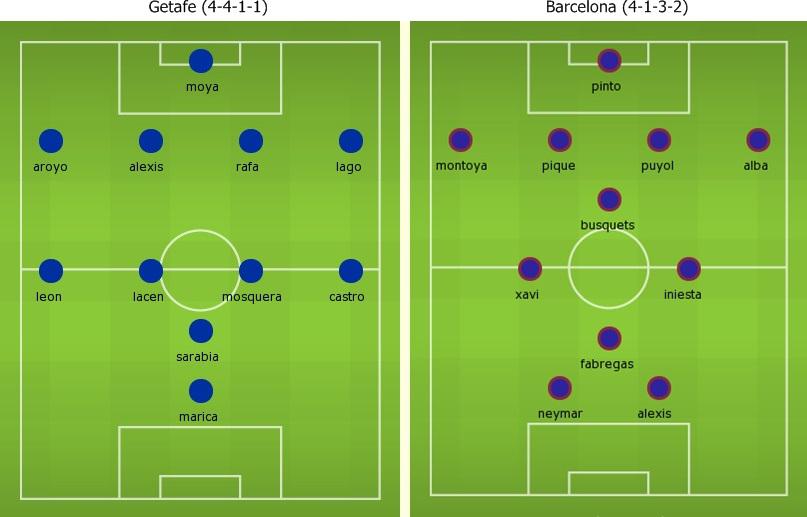 Getafe (4-4-1-1)
moya
aroyo alexis rafa lago
leon lacen mosquera castro
sarabia
marica
Barcelona (4-1-3-2)
pinto
montoya pique puyol alba
busquets
xavi iniesta
fabregas
neymar alexis